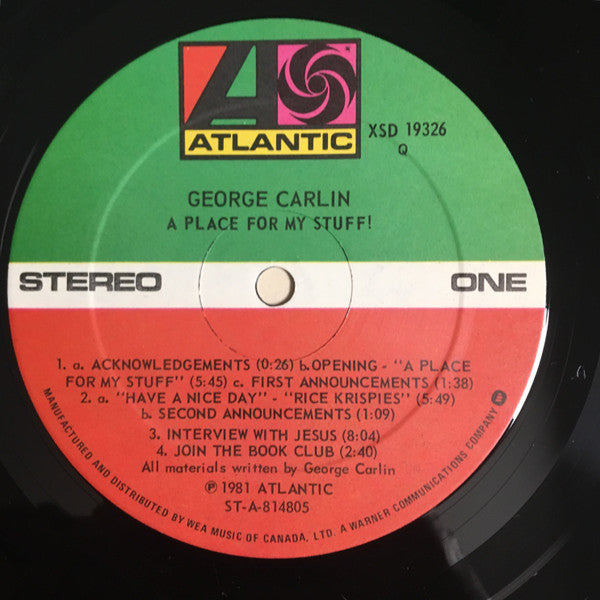 ATLANTIC
XSD 19326
Q
GEORGE CARLIN
A PLACE FOR MY STUFF!
STEREO ONE
1. a. ACKNOWLEDGEMENTS (0:26) b. OPENING - "A PLACE
FOR MY STUFF" (5:45) c. FIRST ANNOUNCEMENTS (1:38)
2. a. "HAVE A NICE DAY" - "RICE KRISPIES" (5:49)
b. SECOND ANNOUNCEMENTS (1:09)
3. INTERVIEW WITH JESUS (8:04)
4. JOIN THE BOOK CLUB (2:40)
All materials written by George Carlin
℗ 1981 ATLANTIC
ST-A-814805
MANUFACTURED AND DISTRIBUTED BY WEA MUSIC OF CANADA, LTD. A WARNER COMMUNICATIONS COMPANY